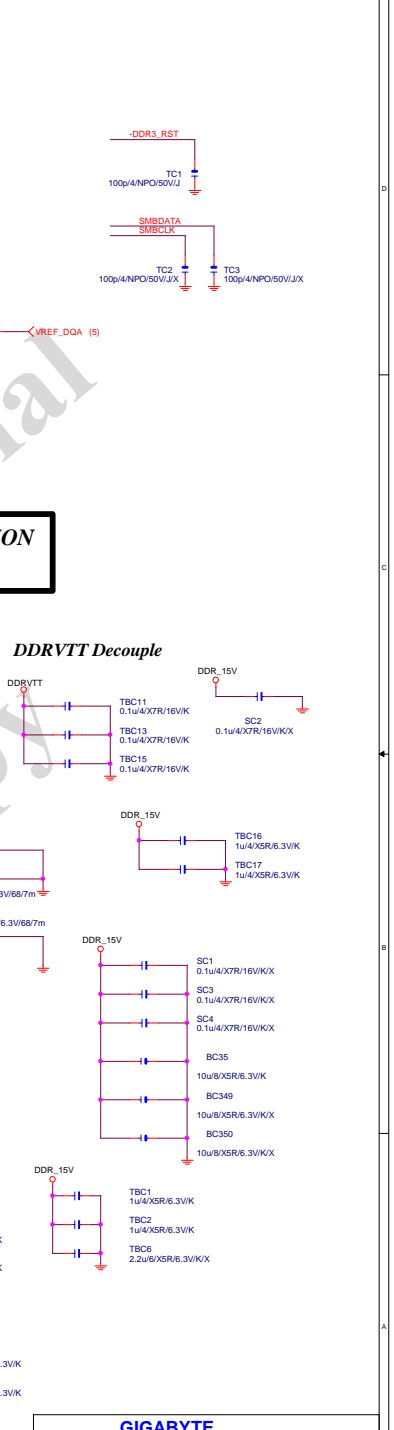 -DDR3_RST
TC1
100p/4/NPO/50V/J
D
SMBDATA
SMBCLK
TC2
100p/4/NPO/50V/J/X
TC3
100p/4/NPO/50V/J/X
VREF_DQA (5)
ial
ION
C
DDRVTT Decouple
DDRVTT
TBC11
0.1u/4/X7R/16V/K
TBC13
0.1u/4/X7R/16V/K
TBC15
0.1u/4/X7R/16V/K
DDR_15V
SC2
0.1u/4/X7R/16V/K/X
py
DDR_15V
TBC16
1u/4/X5R/6.3V/K
TBC17
1u/4/X5R/6.3V/K
3V/68/7m
6.3V/68/7m
DDR_15V
B
SC1
0.1u/4/X7R/16V/K/X
SC3
0.1u/4/X7R/16V/K/X
SC4
0.1u/4/X7R/16V/K/X
BC35
10u/8/X5R/6.3V/K
BC349
10u/8/X5R/6.3V/K/X
BC350
10u/8/X5R/6.3V/K/X
DDR_15V
TBC1
1u/4/X5R/6.3V/K
TBC2
1u/4/X5R/6.3V/K
TBC6
2.2u/6/X5R/6.3V/K/X
K
K
A
.3V/K
.3V/K
GIGABYTE